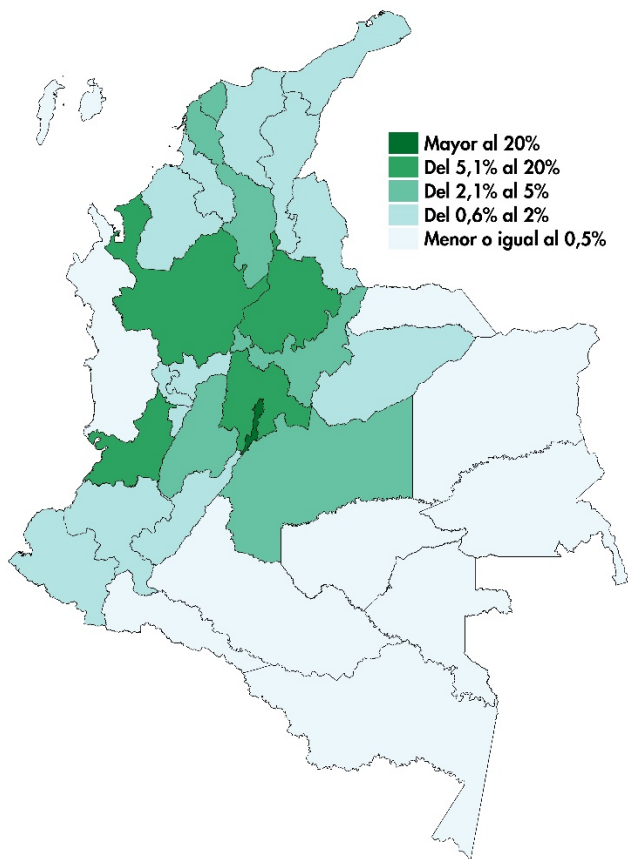 Mayor al 20%
Del 5,1% al 20%
Del 2,1% al 5%
Del 0,6% al 2%
Menor o igual al 0,5%